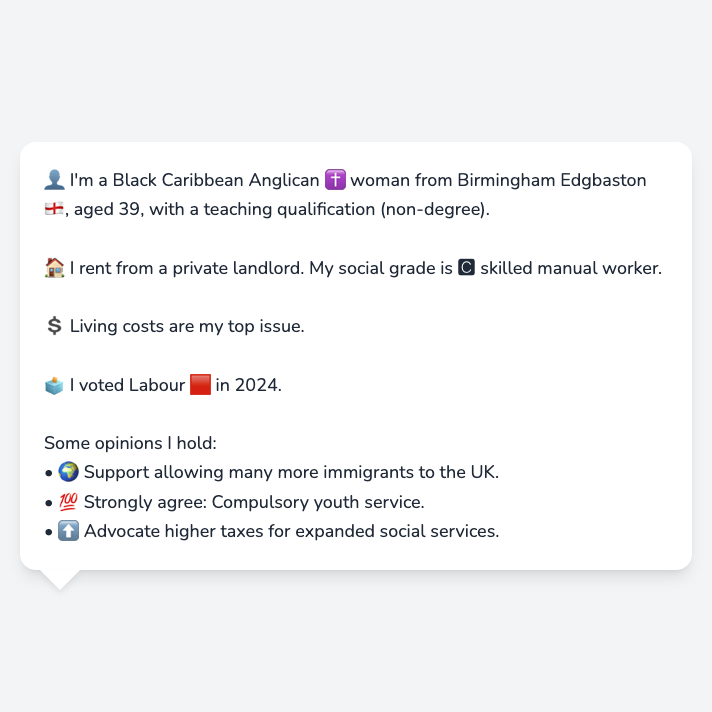 👤 I'm a Black Caribbean Anglican ✝️ woman from Birmingham Edgbaston
🏴󠁧󠁢󠁥󠁮󠁧󠁿, aged 39, with a teaching qualification (non-degree).
🏠 I rent from a private landlord. My social grade is 🅲 skilled manual worker.
💲 Living costs are my top issue.
🗳️ I voted Labour 🟥 in 2024.
Some opinions I hold:
• 🌍 Support allowing many more immigrants to the UK.
• 💯 Strongly agree: Compulsory youth service.
• ⬆️ Advocate higher taxes for expanded social services.